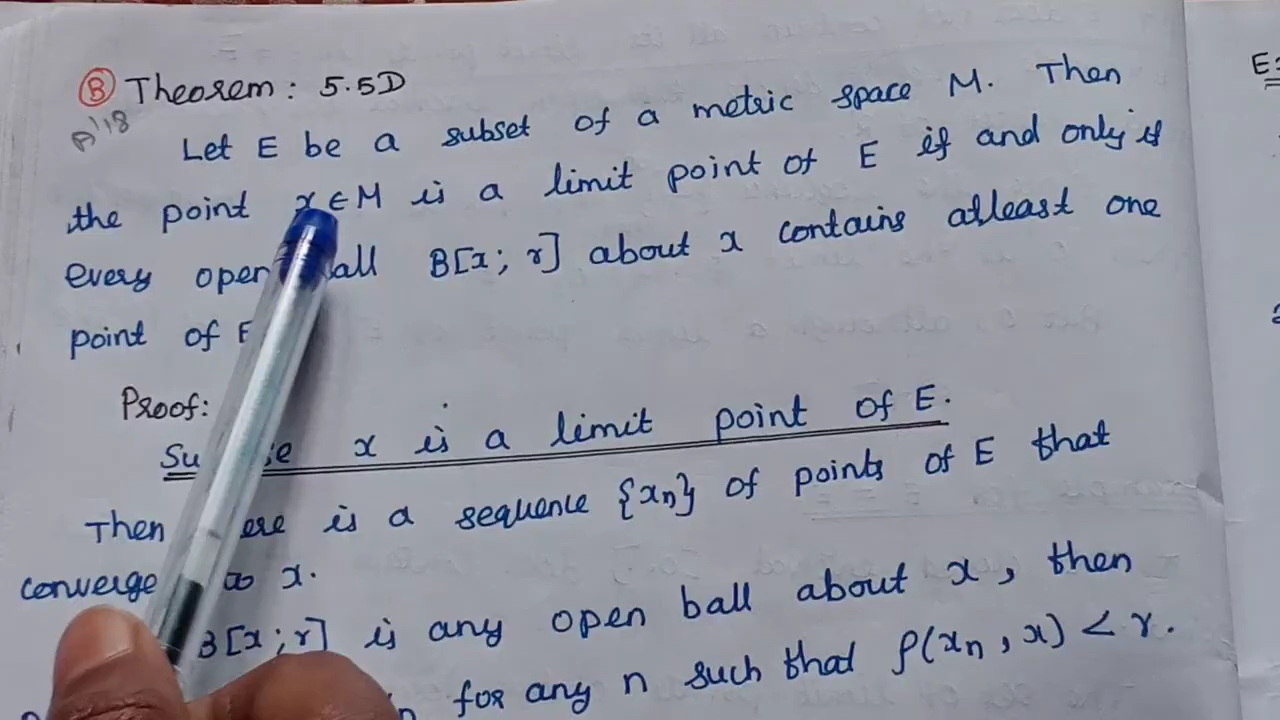 B Theorem: 5.5D
A'18
Let E be a subset of a metric space M. Then
the point x ∈ M is a limit point of E if and only if
every open ball B[x; r] about x contains atleast one
point of E
Proof:
x is a limit point of E.
Then is a sequence {xn} of points of E that
converge to x.
B[x; r] is any open ball about x, then
for any n such that ρ(xn, x) < r.
E: